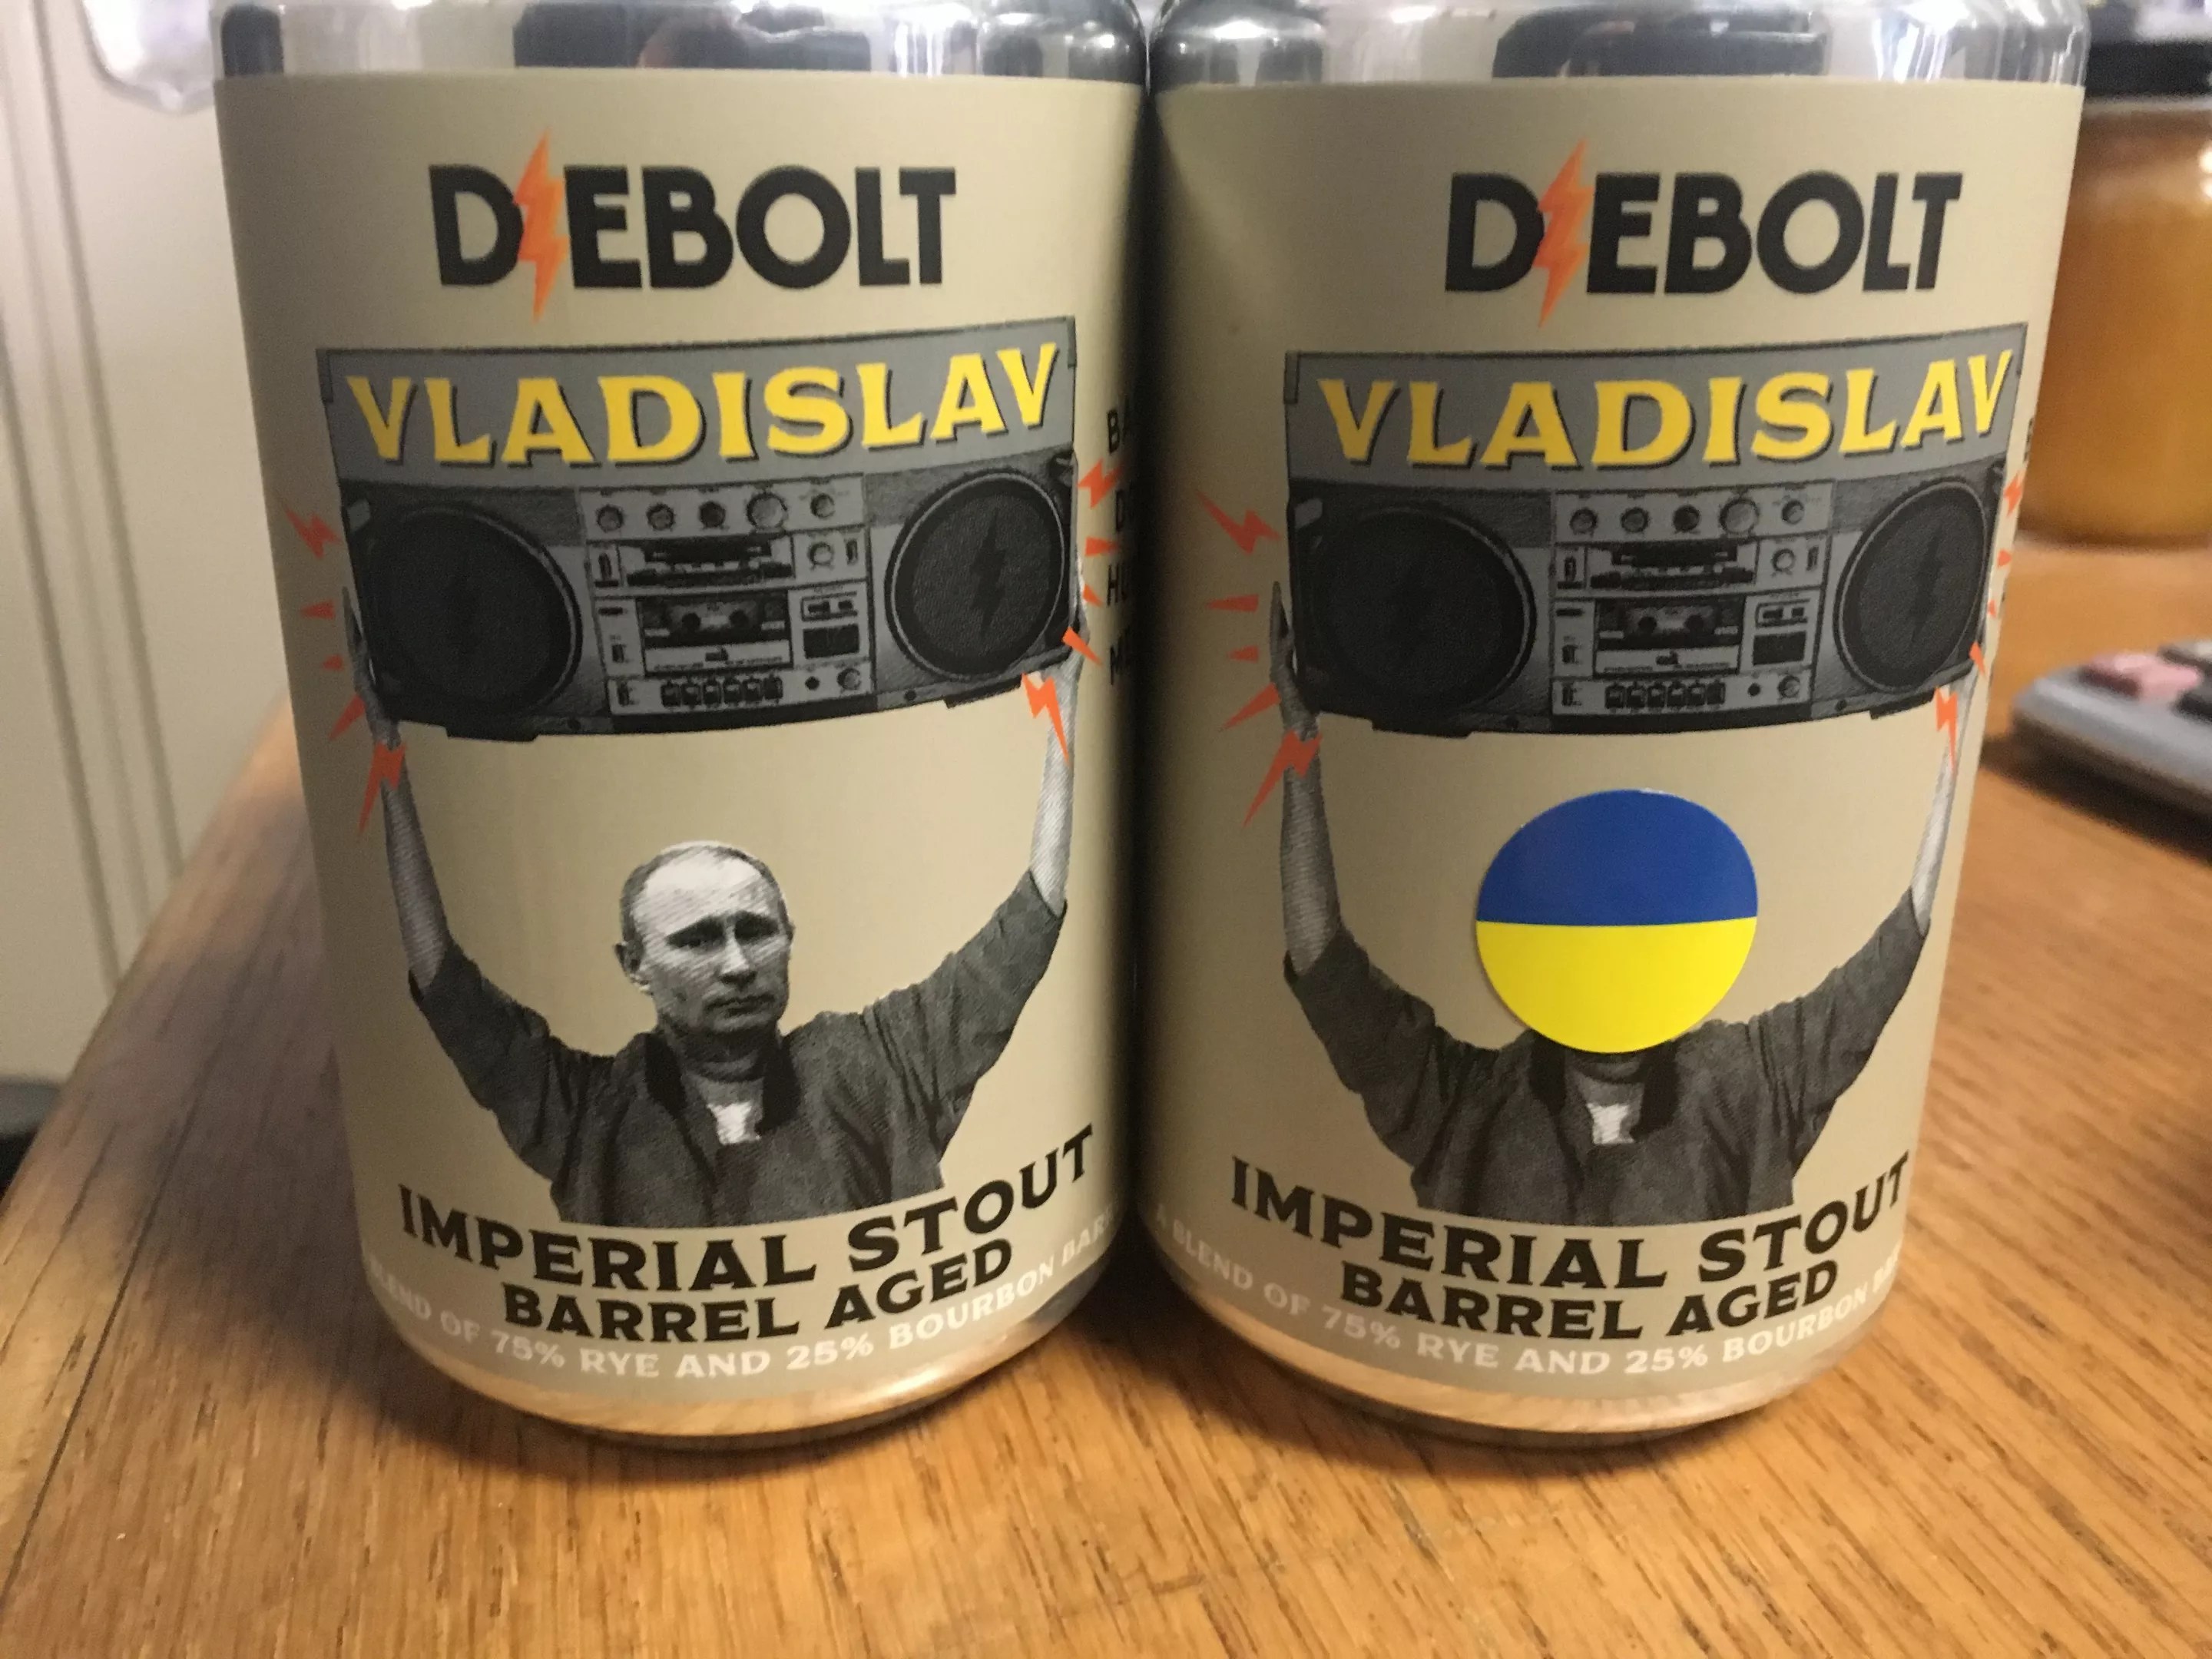 DIEBOLT
VLADISLAV
IMPERIAL STOUT
BARREL AGED
BLEND OF 75% RYE AND 25% BOURBON
DIEBOLT
VLADISLAV
IMPERIAL STOUT
BARREL AGED
A BLEND OF 75% RYE AND 25% BOURBON